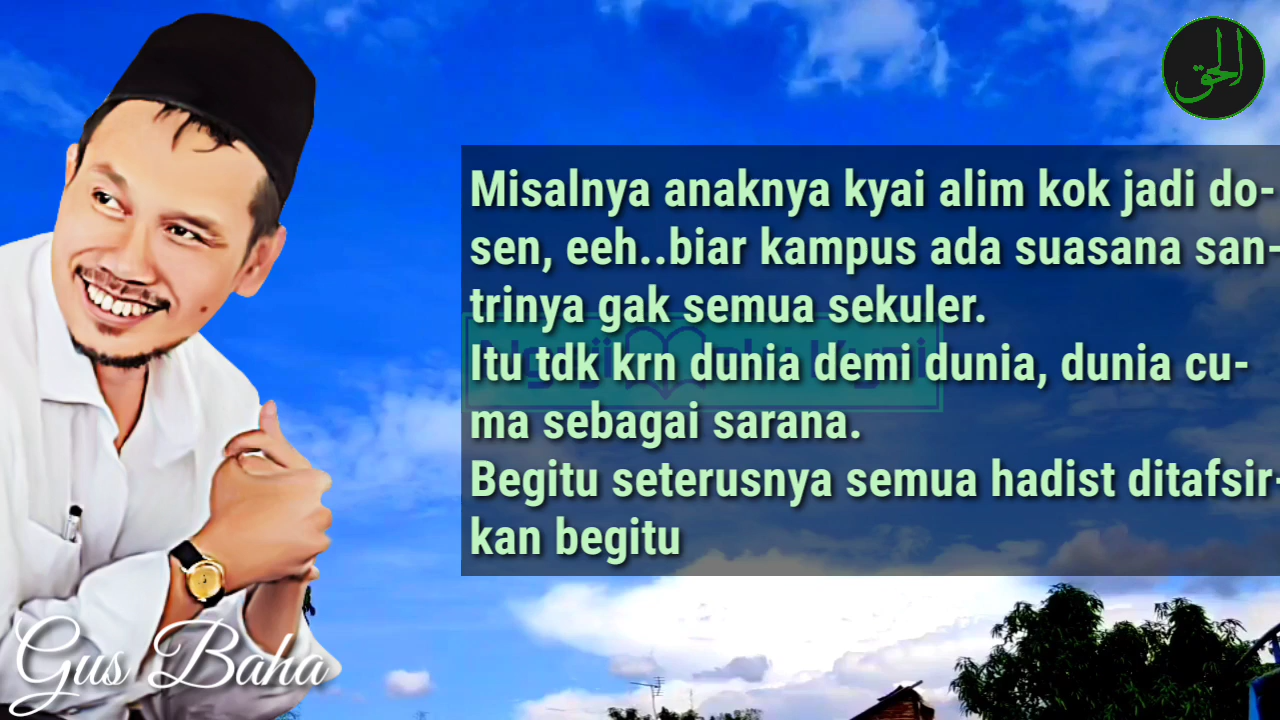 الحق
Misalnya anaknya kyai alim kok jadi do-
sen, eeh..biar kampus ada suasana san-
trinya gak semua sekuler.
Itu tdk krn dunia demi dunia, dunia cu-
ma sebagai sarana.
Begitu seterusnya semua hadist ditafsir-
kan begitu
Gus Baha